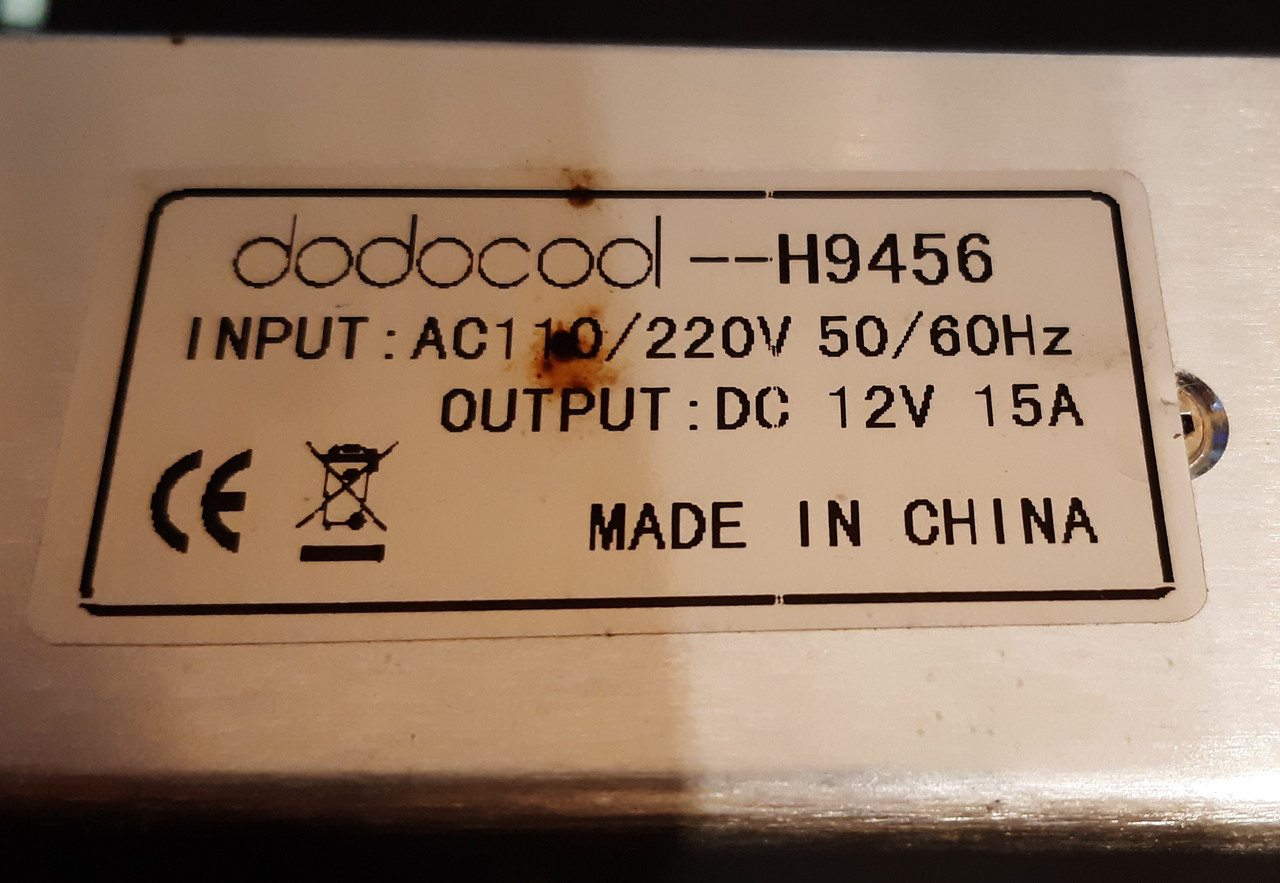 dodocool --H9456
INPUT:AC110/220V 50/60Hz
OUTPUT:DC 12V 15A
CE
MADE IN CHINA